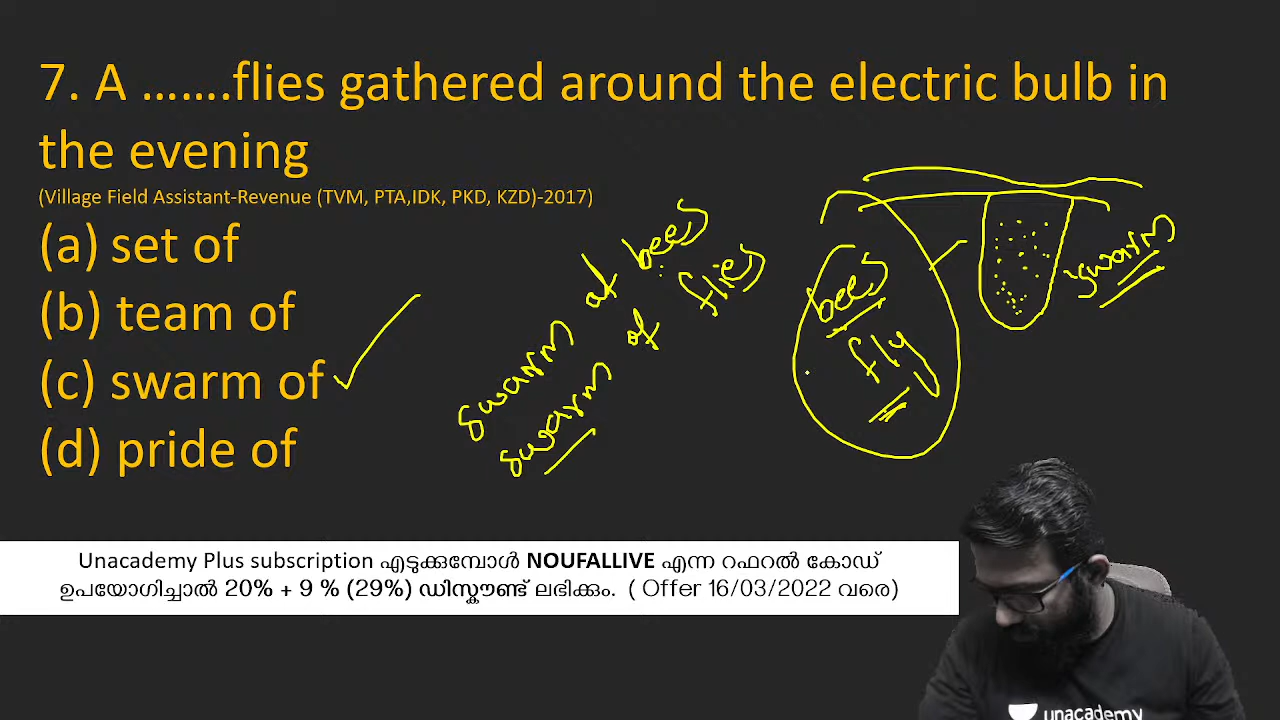 7. A .......flies gathered around the electric bulb in
the evening
(Village Field Assistant-Revenue (TVM, PTA,IDK, PKD, KZD)-2017)
(a) set of
(b) team of
(c) swarm of
(d) pride of
swarm of bees
swarm of flies
bees
fly
swarm
Unacademy Plus subscription എടുക്കുമ്പോൾ NOUFALLIVE എന്ന റഫറൽ കോഡ്
ഉപയോഗിച്ചാൽ 20% + 9 % (29%) ഡിസ്കൗണ്ട് ലഭിക്കും. ( Offer 16/03/2022 വരെ)
unacademy